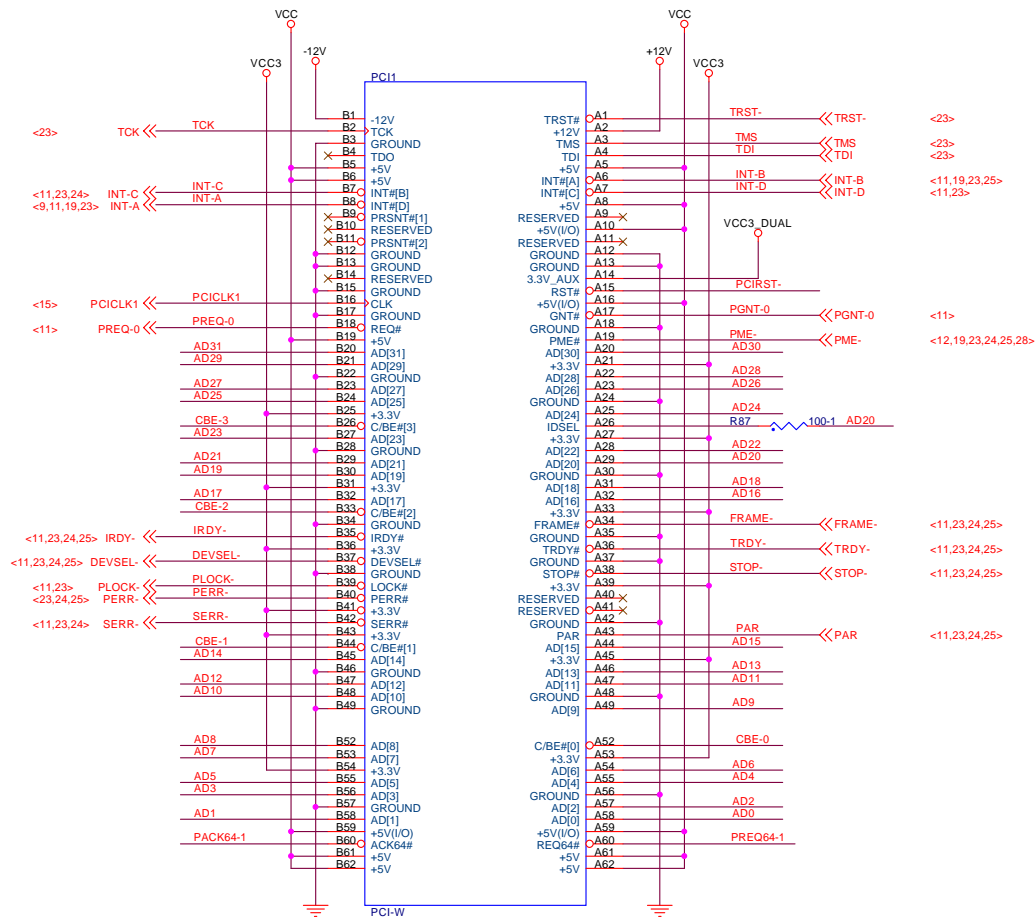 VCC VCC
-12V +12V
VCC3 VCC3
PCI1
B1 -12V TRST# A1 TRST- TRST- <23>
<23> TCK TCK B2 TCK +12V A2
B3 GROUND TMS A3 TMS TMS <23>
B4 TDO TDI A4 TDI TDI <23>
B5 +5V +5V A5
B6 +5V INT#[A] A6 INT-B INT-B <11,19,23,25>
<11,23,24> INT-C INT-C B7 INT#[B] INT#[C] A7 INT-D INT-D <11,23>
<9,11,19,23> INT-A INT-A B8 INT#[D] +5V A8
B9 PRSNT#[1] RESERVED A9
B10 RESERVED +5V(I/O) A10
B11 PRSNT#[2] RESERVED A11 VCC3_DUAL
B12 GROUND GROUND A12
B13 GROUND GROUND A13
B14 RESERVED 3.3V_AUX A14
B15 GROUND RST# A15 PCIRST-
<15> PCICLK1 PCICLK1 B16 CLK +5V(I/O) A16
B17 GROUND GNT# A17 PGNT-0 PGNT-0 <11>
<11> PREQ-0 PREQ-0 B18 REQ# GROUND A18
B19 +5V PME# A19 PME- PME- <12,19,23,24,25,28>
AD31 B20 AD[31] AD[30] A20 AD30
AD29 B21 AD[29] +3.3V A21
B22 GROUND AD[28] A22 AD28
AD27 B23 AD[27] AD[26] A23 AD26
AD25 B24 AD[25] GROUND A24
B25 +3.3V AD[24] A25 AD24
CBE-3 B26 C/BE#[3] IDSEL A26 R87 100-1 AD20
AD23 B27 AD[23] +3.3V A27
B28 GROUND AD[22] A28 AD22
AD21 B29 AD[21] AD[20] A29 AD20
AD19 B30 AD[19] GROUND A30
B31 +3.3V AD[18] A31 AD18
AD17 B32 AD[17] AD[16] A32 AD16
CBE-2 B33 C/BE#[2] +3.3V A33
B34 GROUND FRAME# A34 FRAME- FRAME- <11,23,24,25>
<11,23,24,25> IRDY- IRDY- B35 IRDY# GROUND A35
B36 +3.3V TRDY# A36 TRDY- TRDY- <11,23,24,25>
<11,23,24,25> DEVSEL- DEVSEL- B37 DEVSEL# GROUND A37
B38 GROUND STOP# A38 STOP- STOP- <11,23,24,25>
<11,23> PLOCK- PLOCK- B39 LOCK# +3.3V A39
<23,24,25> PERR- PERR- B40 PERR# RESERVED A40
B41 +3.3V RESERVED A41
<11,23,24> SERR- SERR- B42 SERR# GROUND A42
B43 +3.3V PAR A43 PAR PAR <11,23,24,25>
CBE-1 B44 C/BE#[1] AD[15] A44 AD15
AD14 B45 AD[14] +3.3V A45
B46 GROUND AD[13] A46 AD13
AD12 B47 AD[12] AD[11] A47 AD11
AD10 B48 AD[10] GROUND A48
B49 GROUND AD[9] A49 AD9
AD8 B52 AD[8] C/BE#[0] A52 CBE-0
AD7 B53 AD[7] +3.3V A53
B54 +3.3V AD[6] A54 AD6
AD5 B55 AD[5] AD[4] A55 AD4
AD3 B56 AD[3] GROUND A56
B57 GROUND AD[2] A57 AD2
AD1 B58 AD[1] AD[0] A58 AD0
B59 +5V(I/O) +5V(I/O) A59
PACK64-1 B60 ACK64# REQ64# A60 PREQ64-1
B61 +5V +5V A61
B62 +5V +5V A62
PCI-W